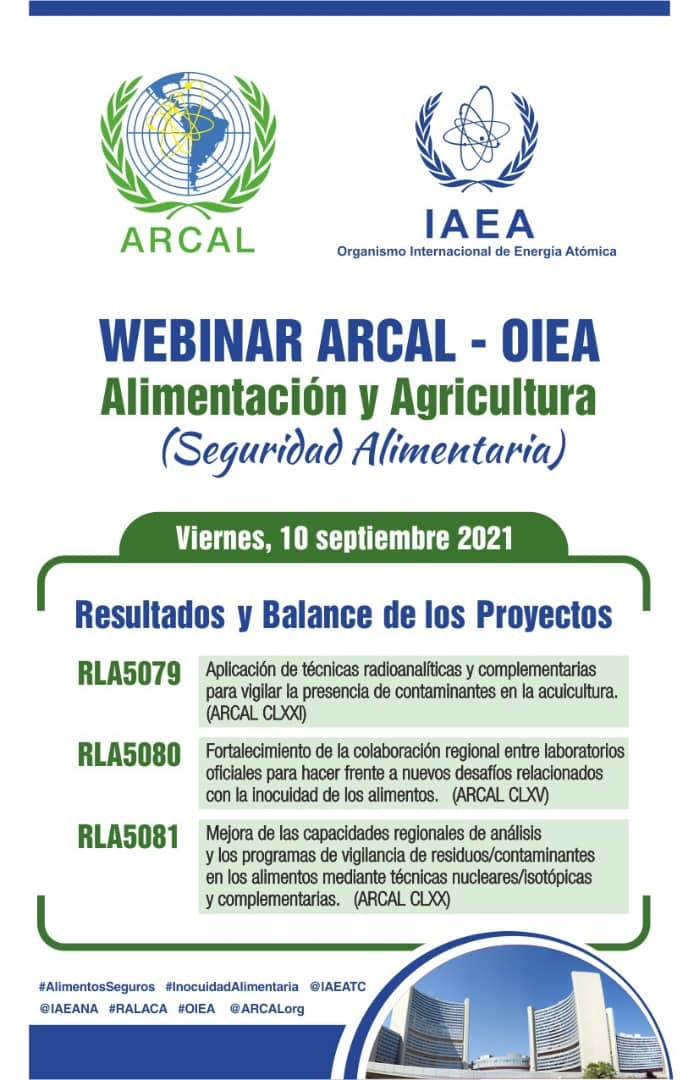 ARCAL
IAEA
Organismo Internacional de Energía Atómica
WEBINAR ARCAL - OIEA
Alimentación y Agricultura
(Seguridad Alimentaria)
Viernes, 10 septiembre 2021
Resultados y Balance de los Proyectos
RLA5079
Aplicación de técnicas radioanalíticas y complementarias
para vigilar la presencia de contaminantes en la acuicultura.
(ARCAL CLXXI)
RLA5080
Fortalecimiento de la colaboración regional entre laboratorios
oficiales para hacer frente a nuevos desafíos relacionados
con la inocuidad de los alimentos. (ARCAL CLXV)
RLA5081
Mejora de las capacidades regionales de análisis
y los programas de vigilancia de residuos/contaminantes
en los alimentos mediante técnicas nucleares/isotópicas
y complementarias. (ARCAL CLXX)
#AlimentosSeguros #InocuidadAlimentaria @IAEATC
@IAEANA #RALACA #OIEA @ARCALorg